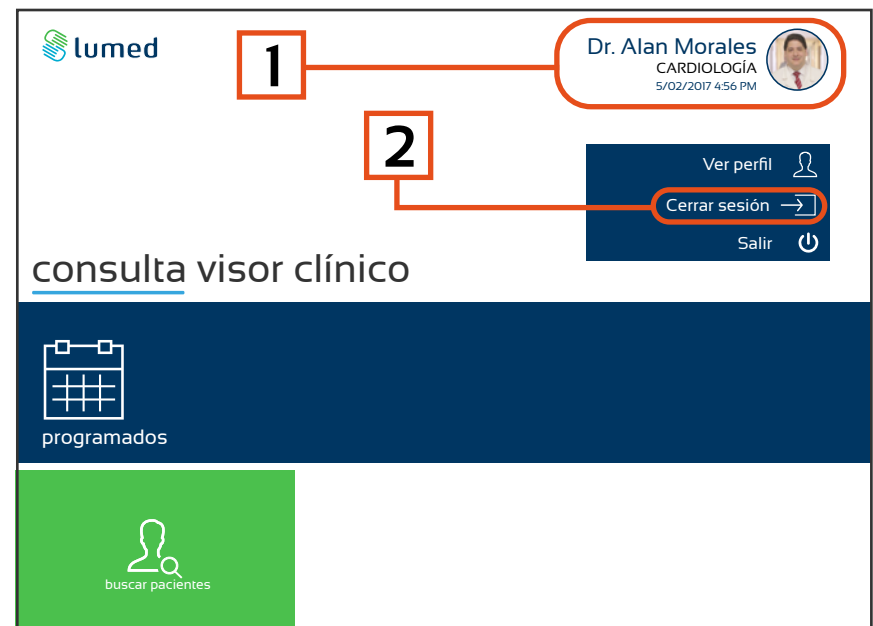 lumed
1
Dr. Alan Morales
CARDIOLOGÍA
5/02/2017 4:56 PM
2
Ver perfil
Cerrar sesión
Salir
consulta visor clínico
programados
buscar pacientes